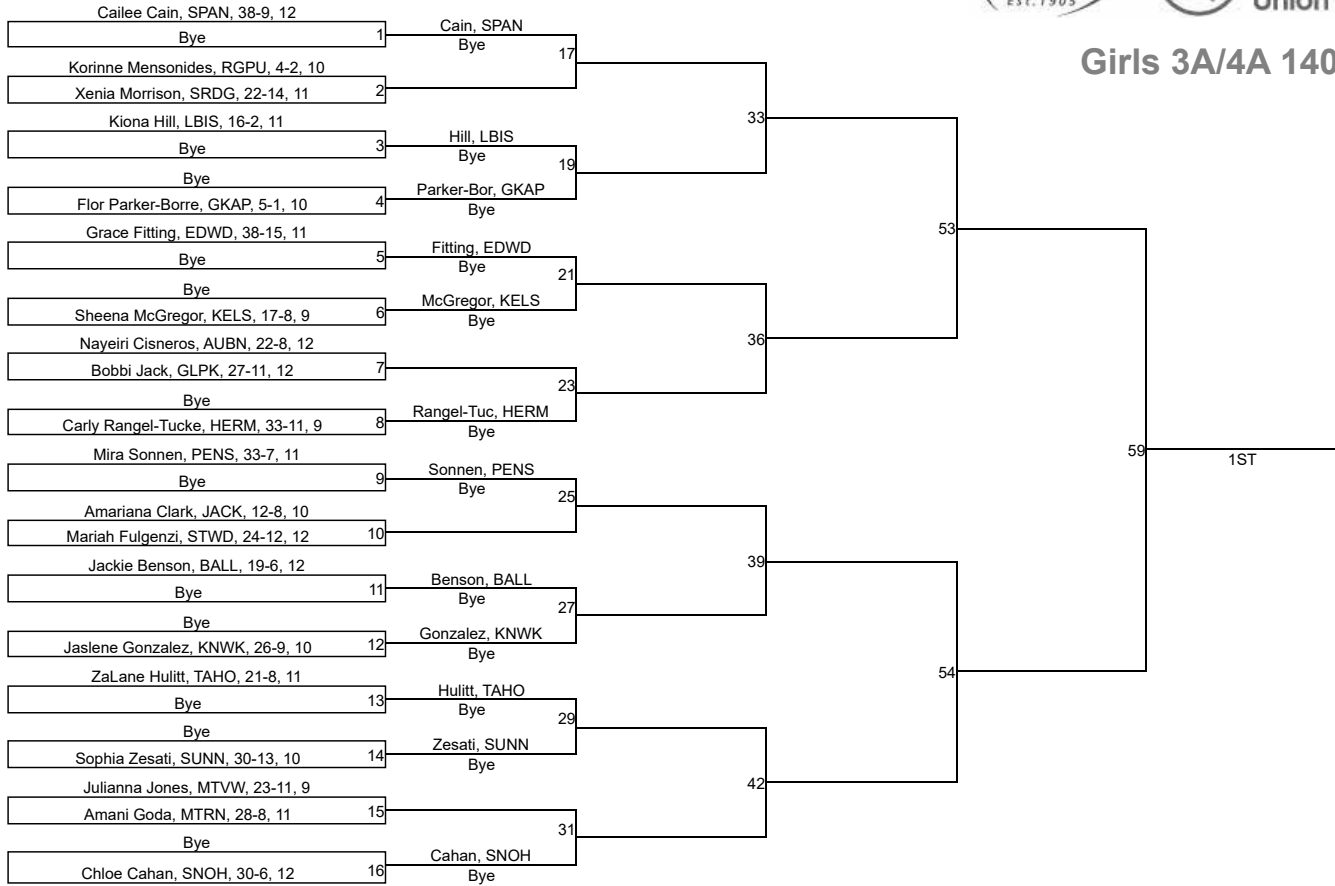 EST. 1905
Union
Girls 3A/4A 140
Cailee Cain, SPAN, 38-9, 12
Bye
1
Korinne Mensonides, RGPU, 4-2, 10
Xenia Morrison, SRDG, 22-14, 11
2
Kiona Hill, LBIS, 16-2, 11
Bye
3
Bye
Flor Parker-Borre, GKAP, 5-1, 10
4
Grace Fitting, EDWD, 38-15, 11
Bye
5
Bye
Sheena McGregor, KELS, 17-8, 9
6
Nayeiri Cisneros, AUBN, 22-8, 12
Bobbi Jack, GLPK, 27-11, 12
7
Bye
Carly Rangel-Tucke, HERM, 33-11, 9
8
Mira Sonnen, PENS, 33-7, 11
Bye
9
Amariana Clark, JACK, 12-8, 10
Mariah Fulgenzi, STWD, 24-12, 12
10
Jackie Benson, BALL, 19-6, 12
Bye
11
Bye
Jaslene Gonzalez, KNWK, 26-9, 10
12
ZaLane Hulitt, TAHO, 21-8, 11
Bye
13
Bye
Sophia Zesati, SUNN, 30-13, 10
14
Julianna Jones, MTVW, 23-11, 9
Amani Goda, MTRN, 28-8, 11
15
Bye
Chloe Cahan, SNOH, 30-6, 12
16
Cain, SPAN
Bye
17
Hill, LBIS
Bye
19
Parker-Bor, GKAP
Bye
Fitting, EDWD
Bye
21
McGregor, KELS
Bye
23
Rangel-Tuc, HERM
Bye
Sonnen, PENS
Bye
25
Benson, BALL
Bye
27
Gonzalez, KNWK
Bye
Hulitt, TAHO
Bye
29
Zesati, SUNN
Bye
31
Cahan, SNOH
Bye
33
36
39
42
53
54
59
1ST